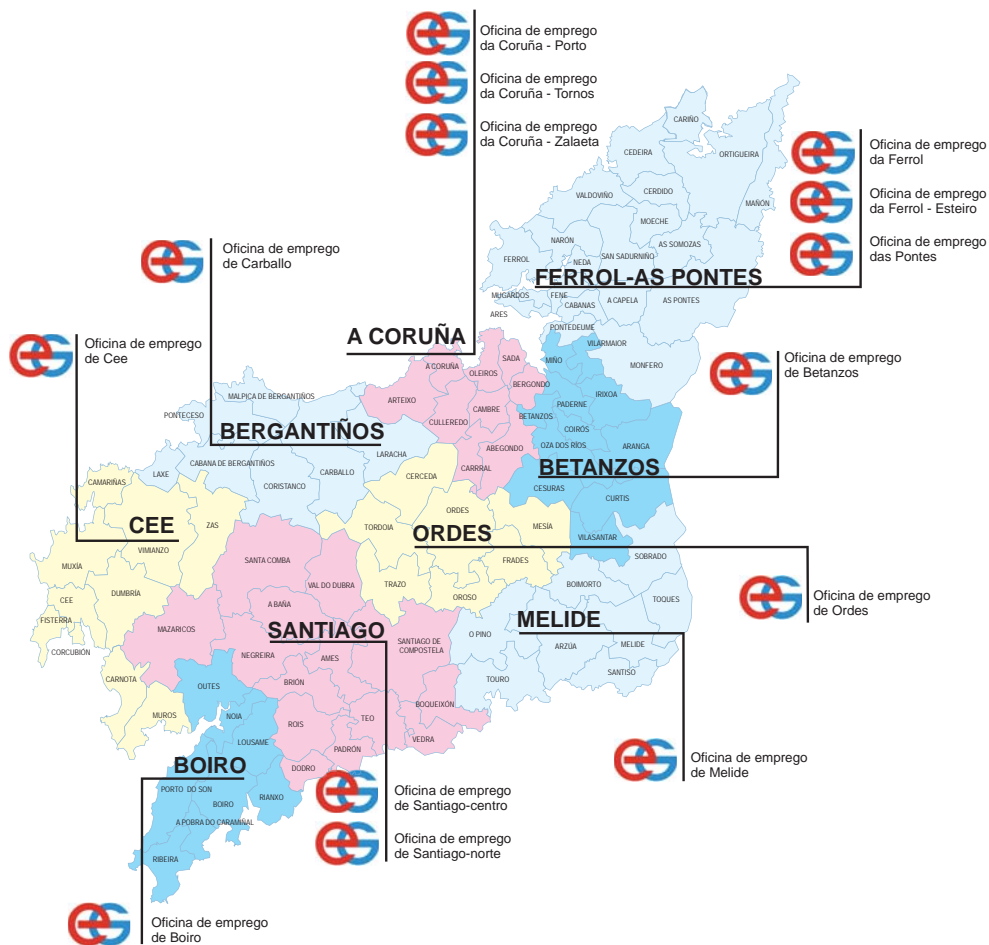 Oficina de emprego
da Coruña - Porto
Oficina de emprego
da Coruña - Tornos
Oficina de emprego
da Coruña - Zalaeta
Oficina de emprego
da Ferrol
Oficina de emprego
da Ferrol - Esteiro
Oficina de emprego
das Pontes
Oficina de emprego
de Carballo
Oficina de emprego
de Cee
Oficina de emprego
de Betanzos
CARIÑO
CEDEIRA
ORTIGUEIRA
VALDOVIÑO
CERDIDO
MAÑÓN
MOECHE
NARÓN
AS SOMOZAS
FERROL
NEDA
SAN SADURNIÑO
FERROL-AS PONTES
MUGARDOS
FENE
CABANAS
A CAPELA
AS PONTES
ARES
PONTEDEUME
VILARMAIOR
MONFERO
A CORUÑA
A CORUÑA
OLEIROS
SADA
BERGONDO
ARTEIXO
CULLEREDO
CAMBRE
ABEGONDO
CARRRAL
MIÑO
IRIXOA
PADERNE
BETANZOS
COIRÓS
OZA DOS RÍOS
ARANGA
BETANZOS
CESURAS
CURTIS
VILASANTAR
MALPICA DE BERGANTIÑOS
PONTECESO
BERGANTIÑOS
LARACHA
CABANA DE BERGANTIÑOS
LAXE
CARBALLO
CORISTANCO
CAMARIÑAS
CEE
ZAS
VIMIANZO
MUXÍA
DUMBRÍA
CEE
FISTERRA
CORCUBIÓN
CARNOTA
MUROS
CERCEDA
ORDES
TORDOIA
ORDES
MESÍA
FRADES
TRAZO
OROSO
SOBRADO
BOIMORTO
TOQUES
MELIDE
O PINO
ARZÚA
MELIDE
SANTISO
TOURO
SANTA COMBA
VAL DO DUBRA
A BAÑA
MAZARICOS
SANTIAGO
SANTIAGO DE
COMPOSTELA
NEGREIRA
AMES
BRIÓN
BOQUEIXÓN
ROIS
TEO
VEDRA
PADRÓN
DODRO
OUTES
NOIA
LOUSAME
BOIRO
PORTO DO SON
BOIRO
RIANXO
A POBRA DO CARAMIÑAL
RIBEIRA
Oficina de emprego
de Ordes
Oficina de emprego
de Melide
Oficina de emprego
de Santiago-centro
Oficina de emprego
de Santiago-norte
Oficina de emprego
de Boiro